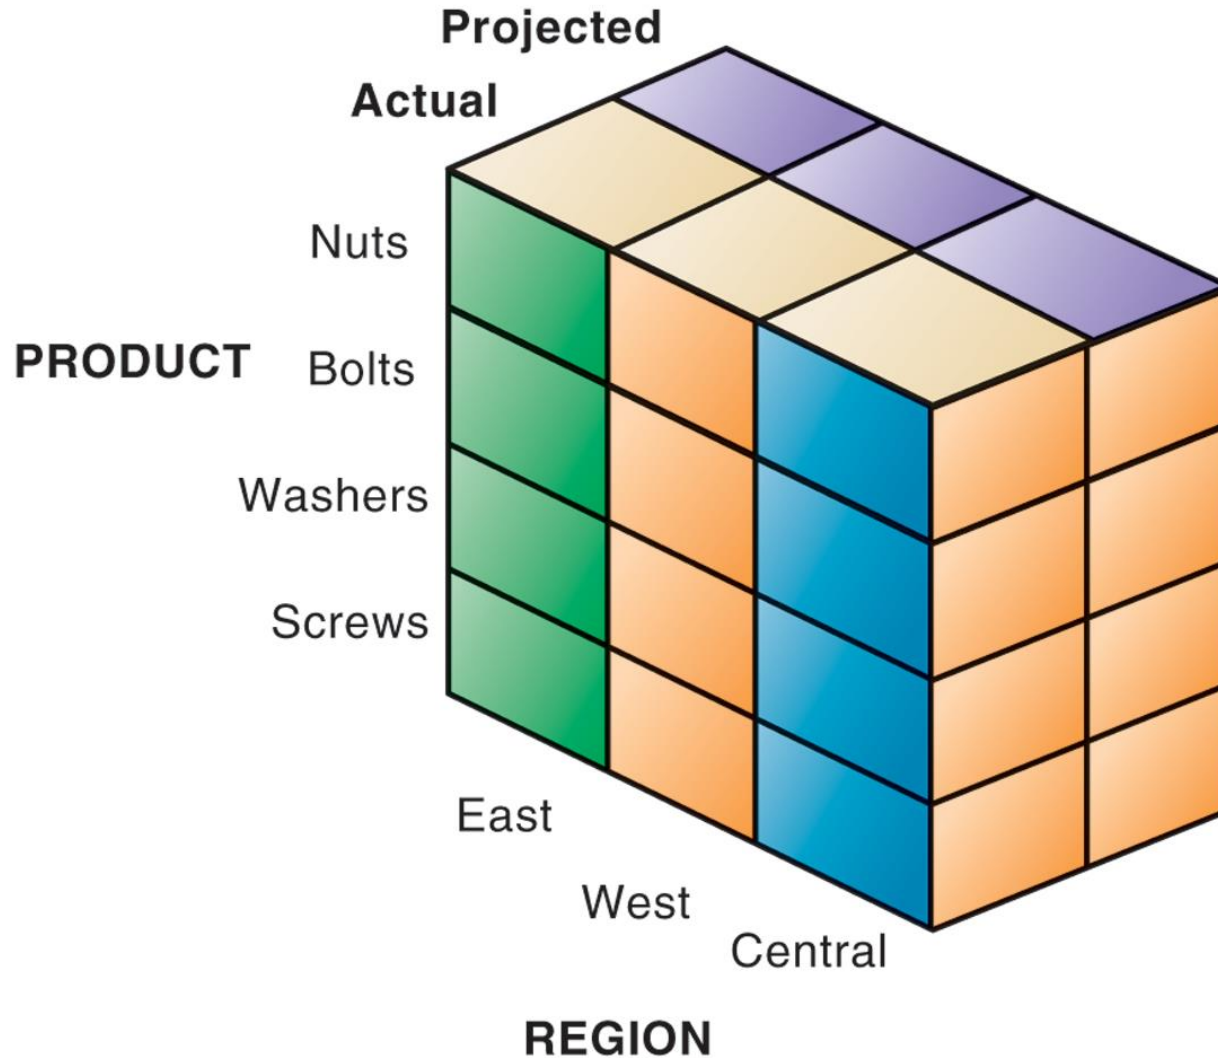 Projected
Actual
Nuts
PRODUCT
Bolts
Washers
Screws
East
West
Central
REGION